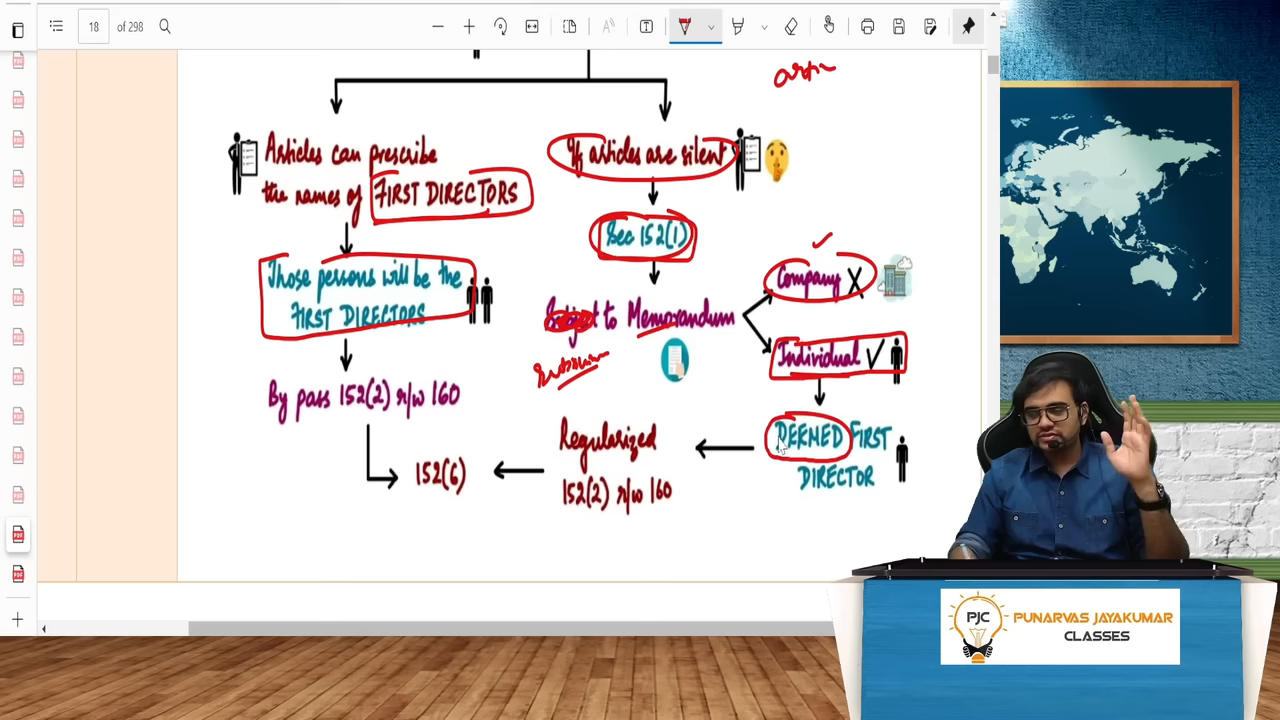 18
of 298
Articles can prescribe
the names of FIRST DIRECTORS
Those persons will be the
FIRST DIRECTORS
By pass 152(2) r/w 160
152(6)
If articles are silent
Sec 152(1)
to Memorandum
Company X
Individual ✓
DEEMED FIRST
DIRECTOR
Regularized
152(2) r/w 160
PJC
PUNARVAS JAYAKUMAR
CLASSES